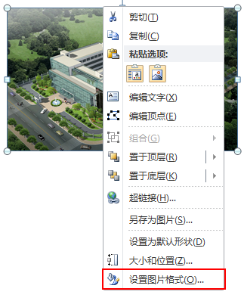 剪切(T)
复制(C)
粘贴选项:
编辑文字(X)
编辑顶点(E)
组合(G)
置于顶层(R)
置于底层(K)
超链接(H)...
另存为图片(S)...
设置为默认形状(D)
大小和位置(Z)...
设置图片格式(O)...